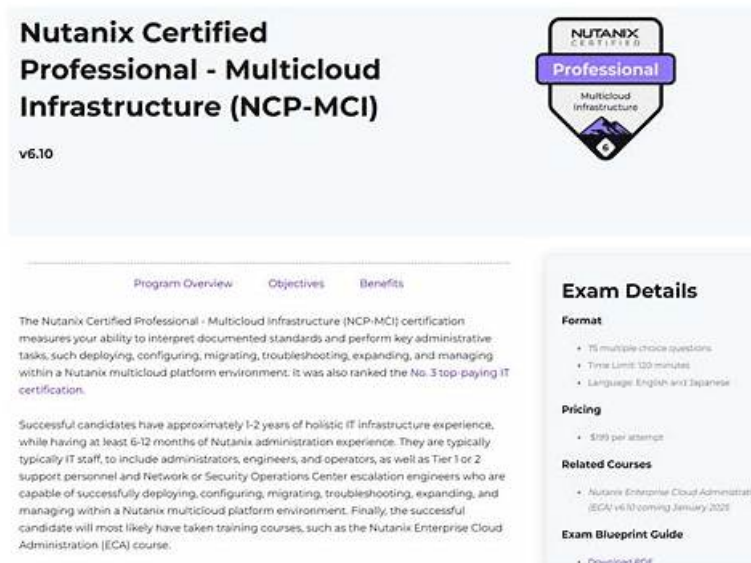 Nutanix Certified
Professional - Multicloud
Infrastructure (NCP-MCI)
v6.10
NUTANIX
CERTIFIED
Professional
Multicloud
Infrastructure
6
Program Overview Objectives Benefits
The Nutanix Certified Professional - Multicloud Infrastructure (NCP-MCI) certification
measures your ability to interpret documented standards and perform key administrative
tasks, such deploying, configuring, migrating, troubleshooting, expanding, and managing
within a Nutanix multicloud platform environment. It was also ranked the No. 3 top-paying IT
certification.
Successful candidates have approximately 1-2 years of holistic IT infrastructure experience,
while having at least 6-12 months of Nutanix administration experience. They are typically
typically IT staff, to include administrators, engineers, and operators, as well as Tier 1 or 2
support personnel and Network or Security Operations Center escalation engineers who are
capable of successfully deploying, configuring, migrating, troubleshooting, expanding, and
managing within a Nutanix multicloud platform environment. Finally, the successful
candidate will most likely have taken training courses, such as the Nutanix Enterprise Cloud
Administration (ECA) course.
Exam Details
Format
75 multiple choice questions
Time Limit: 120 minutes
Language: English and Japanese
Pricing
$199 per attempt
Related Courses
Nutanix Enterprise Cloud Administrati
(ECA) v6.10 coming January 2025
Exam Blueprint Guide
Download PDF